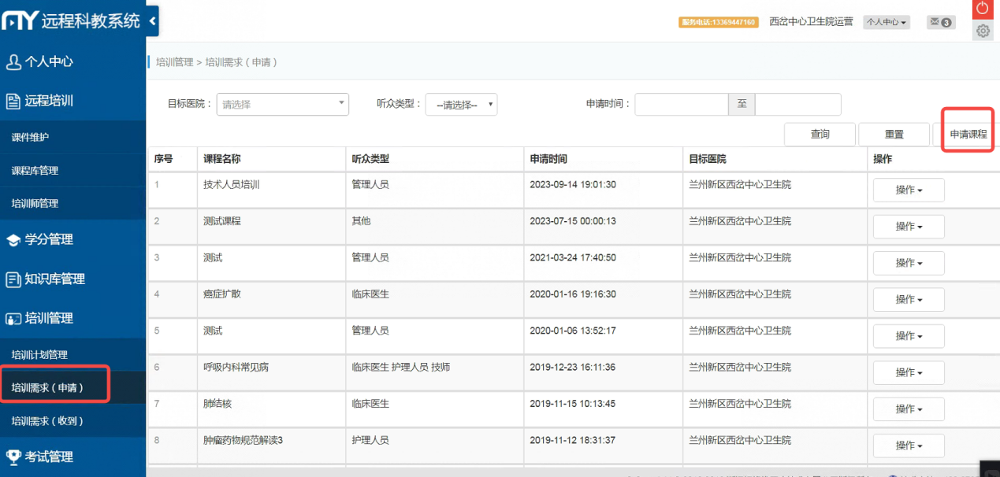 远程科教系统
服务电话:13369447160
西岔中心卫生院运营
个人中心
3
个人中心
远程培训
课件维护
课程库管理
培训师管理
学分管理
知识库管理
培训管理
培训计划管理
培训需求（申请）
培训需求（收到）
考试管理
培训管理 > 培训需求（申请）
目标医院： 请选择 听众类型： --请选择-- 申请时间： 至
查询 重置 申请课程
序号 课程名称 听众类型 申请时间 目标医院 操作
1 技术人员培训 管理人员 2023-09-14 19:01:30 兰州新区西岔中心卫生院 操作
2 测试课程 其他 2023-07-15 00:00:13 兰州新区西岔中心卫生院 操作
3 测试 管理人员 2021-03-24 17:40:50 兰州新区西岔中心卫生院 操作
4 癌症扩散 临床医生 2020-01-16 19:16:30 兰州新区西岔中心卫生院 操作
5 测试 管理人员 2020-01-06 13:52:17 兰州新区西岔中心卫生院 操作
6 呼吸内科常见病 临床医生 护理人员 技师 2019-12-23 16:11:36 兰州新区西岔中心卫生院 操作
7 肺结核 临床医生 2019-11-15 10:13:45 兰州新区西岔中心卫生院 操作
8 肿瘤药物规范解读3 护理人员 2019-11-12 18:31:37 兰州新区西岔中心卫生院 操作